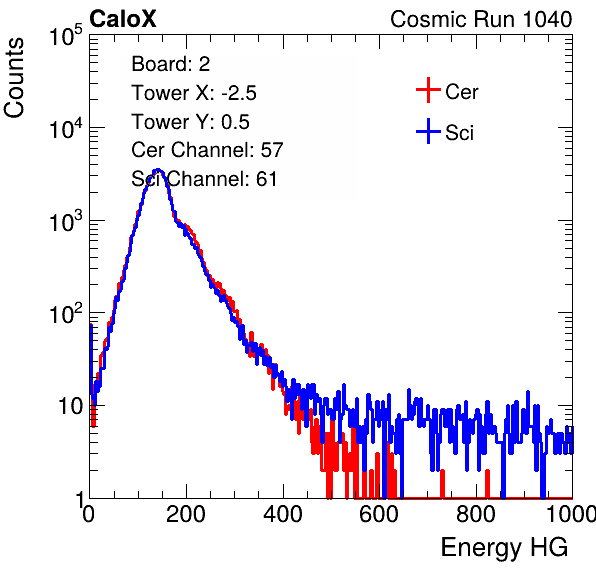 CaloX Cosmic Run 1040
Counts
Board: 2
Tower X: -2.5
Tower Y: 0.5
Cer Channel: 57
Sci Channel: 61
Cer
Sci
10^5
10^4
10^3
10^2
10
1
0 200 400 600 800 1000
Energy HG